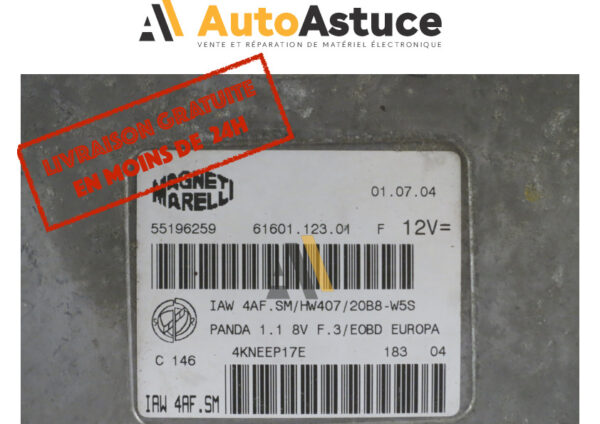 AutoAstuce
VENTE ET RÉPARATION DE MATÉRIEL ÉLECTRONIQUE
LIVRAISON GRATUITE
EN MOINS DE 24H
MAGNETI
MARELLI
01.07.04
55196259 61601.123.01 F 12V=
IAW 4AF.SM/HW407/20B8-W5S
PANDA 1.1 8V F.3/EOBD EUROPA
C 146 4KNEEP17E 183 04
IAW 4AF.SM